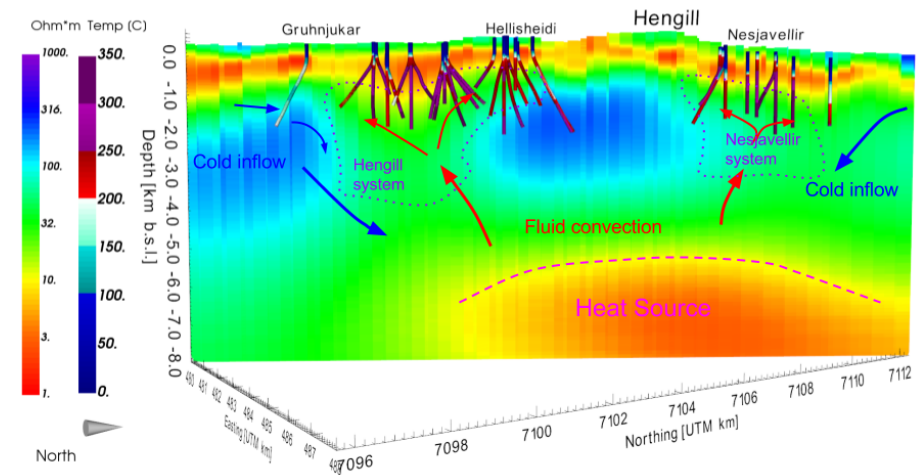 Ohm*m
Temp (C)
1000.
316.
100.
32.
10.
3.
1.
350.
300.
250.
200.
150.
100.
50.
0.
North
Gruhnjukar
Hellisheidi
Hengill
Nesjavellir
0.0
-1.0
-2.0
-3.0
-4.0
-5.0
-6.0
-7.0
-8.0
Depth [km b.s.l.]
Cold inflow
Hengill
system
Nesjavellir
system
Cold inflow
Fluid convection
Heat Source
480
481
482
483
484
485
486
487
Easting [UTM km]
7096
7098
7100
7102
7104
7106
7108
7110
7112
Northing [UTM km]